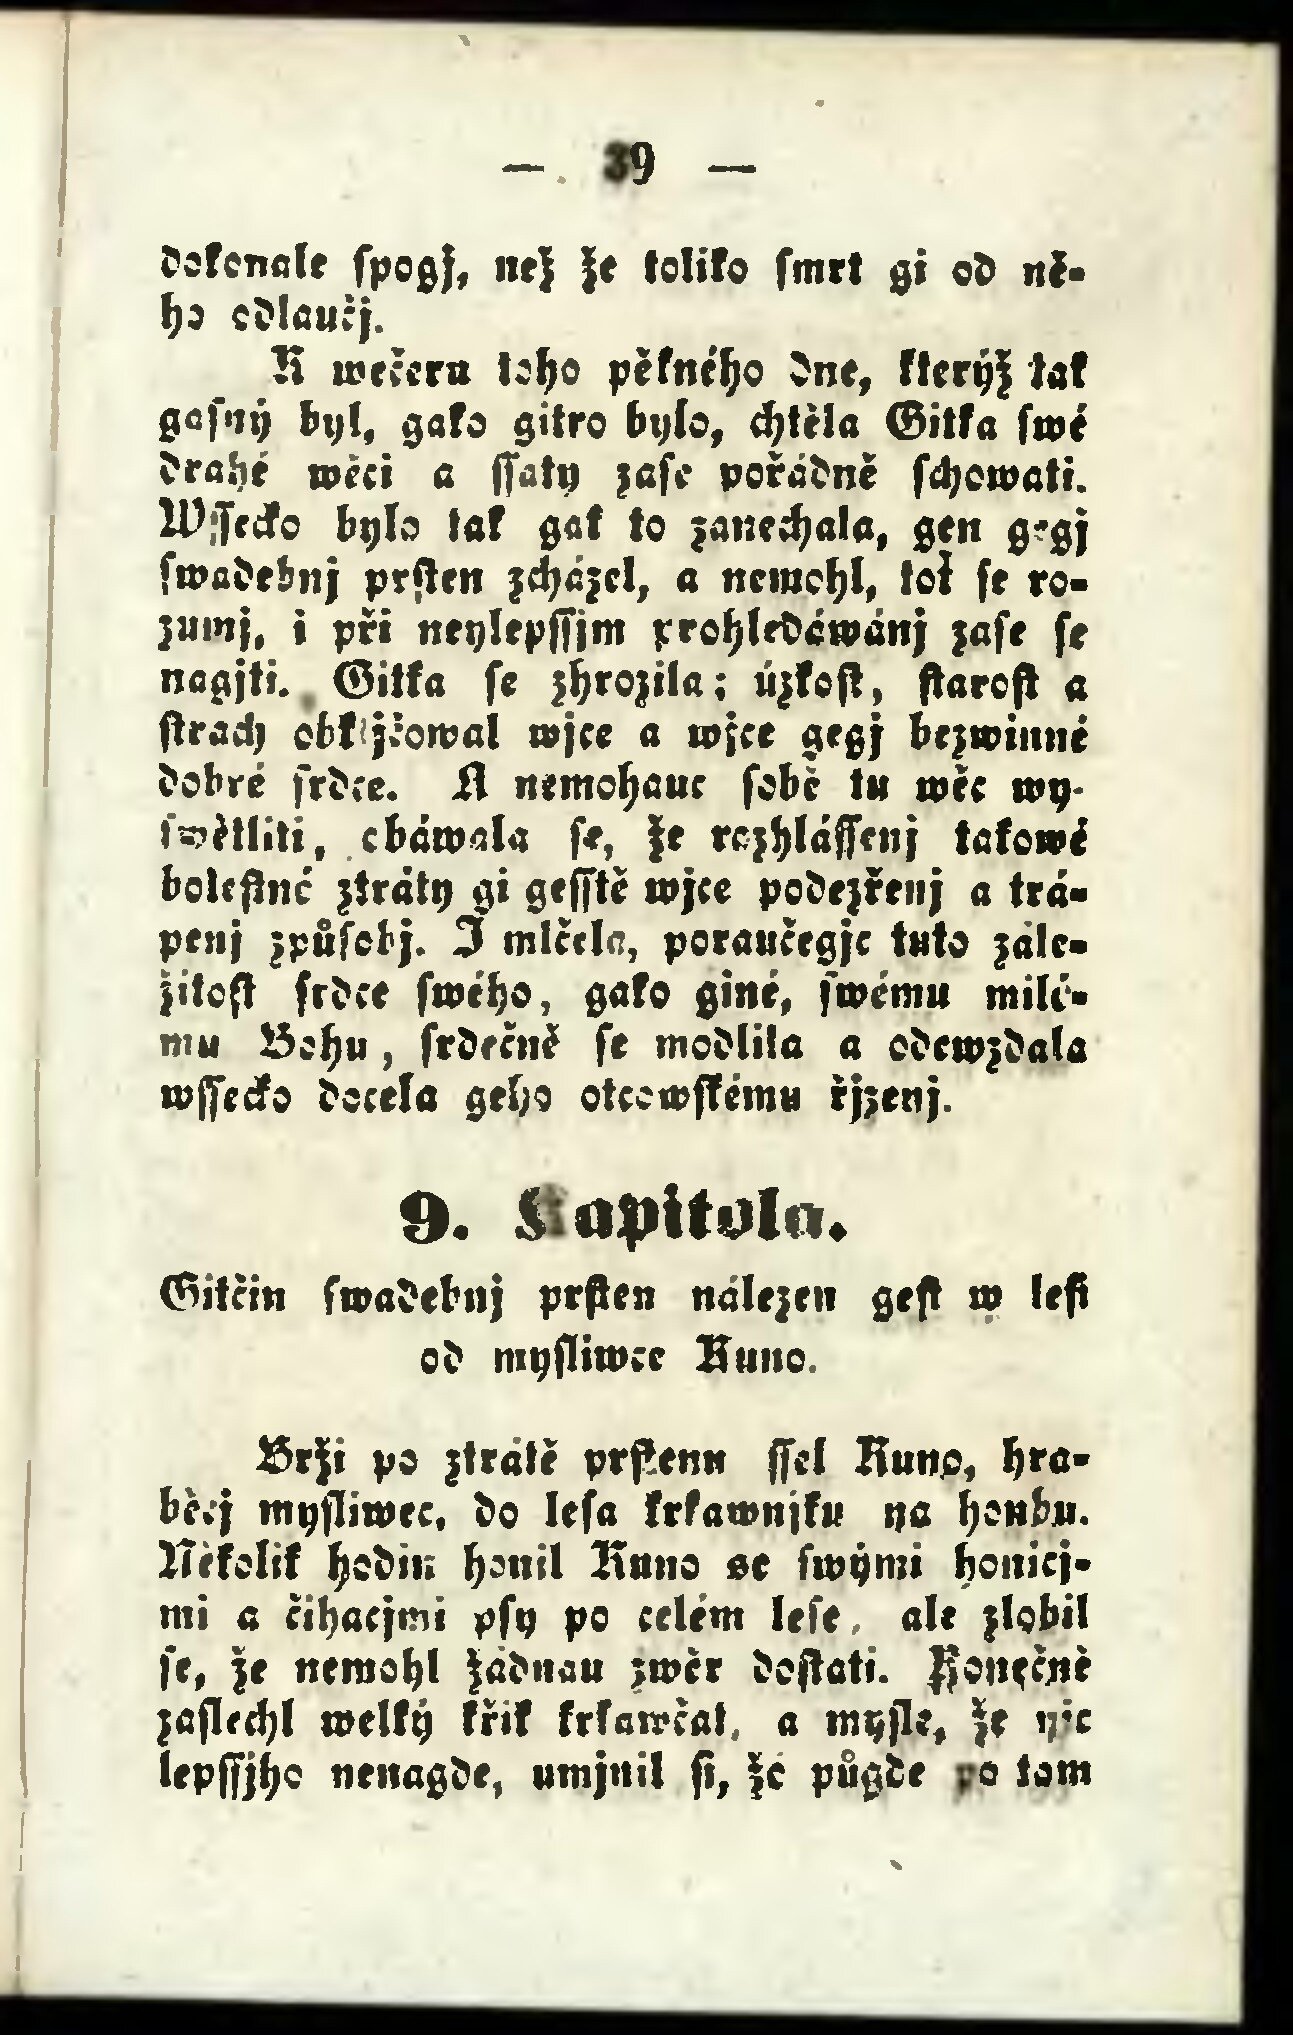 — 39 —
dokonale ſpogj, než že toliko ſmrt gi od ně-
ho odlaučj.
K wečeru toho pěkného dne, kterýž tak
gaſný byl, gako gitro bylo, chtěla Gitka ſwé
drahé wěci a ſſaty zaſe pořádně ſchowati.
Wſſecko bylo tak gak to zanechala, gen gegj
ſwadebnj prſten zcházel, a nemohl, toť ſe ro-
zumj, i při neylepſſjm prohledáwánj zaſe ſe
nagjti. Gitka ſe zhrozila; úzkoſt, ſtaroſt a
ſtrach obkljčowal wjce a wjce gegj bezwinné
dobré ſrdce. A nemohauc ſobě tu wěc wy-
ſwětliti, obáwala ſe, že rozhláſſenj takowé
boleſtné ztráty gi geſſtě wjce podezřenj a trá-
penj způſobj. I mlčela, poraučegjc tuto zále-
žitoſt ſrdce ſwého, gako giné, ſwému milé-
mu Bohu, ſrdečně ſe modlila a odewzdala
wſſecko docela geho otcowſkému řjzenj.
9. Kapitola.
Gitčin ſwadebnj prſten nálezen geſt w leſi
od myſliwce Kuno.
Brži po ztrátě prſtenu ſſel Kuno, hra-
běcj myſliwec, do leſa krkawnjku na honbu.
Několik hodin honil Kuno se ſwými honicj-
mi a čihacjmi pſy po celém leſe, ale zlobil
ſe, že nemohl žádnau zwěr doſtati. Konečně
zaſlechl welký křik krkawčat, a myſle, že nic
lepſſjho nenagde, umjnil ſi, že půgde po tom